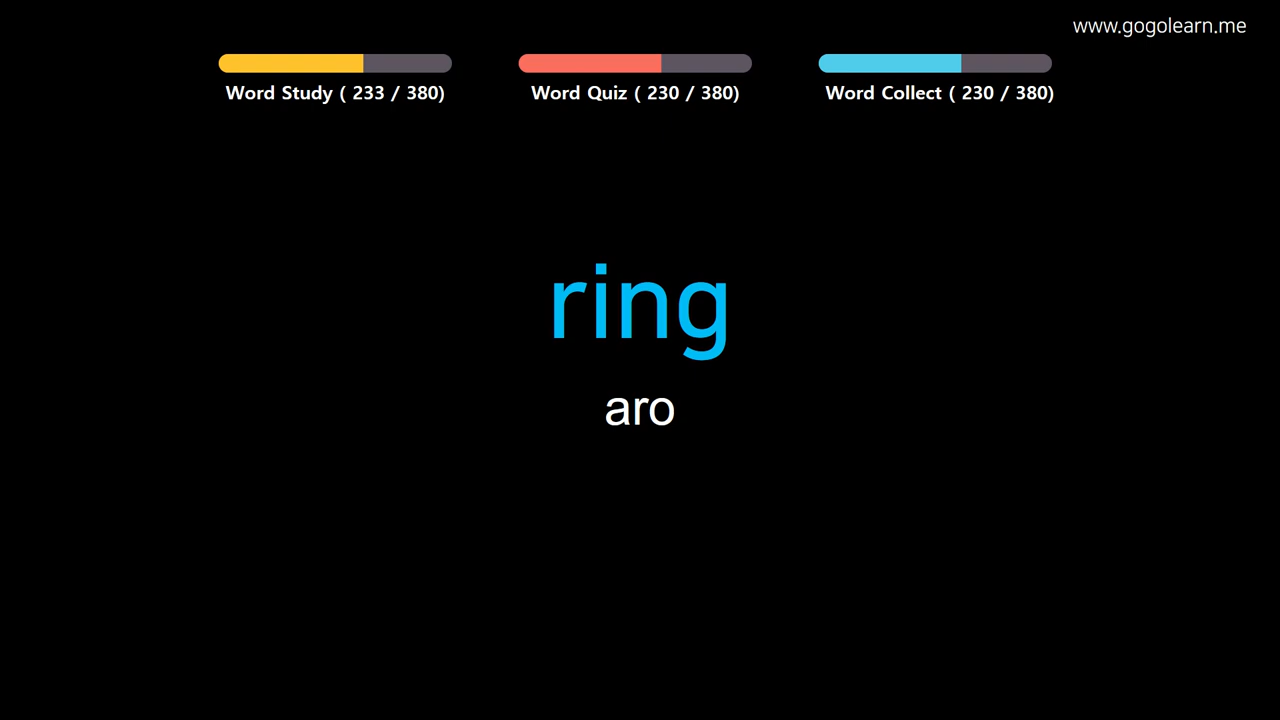 www.gogolearn.me
Word Study ( 233 / 380)
Word Quiz ( 230 / 380)
Word Collect ( 230 / 380)
ring
aro